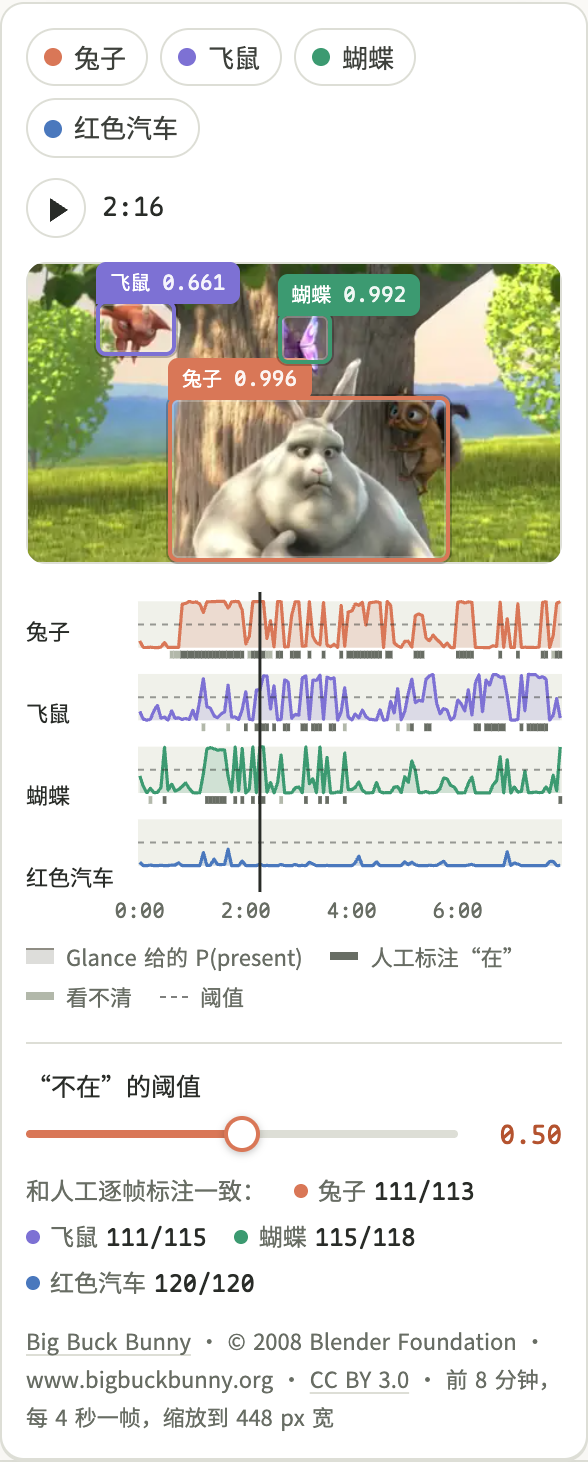 兔子 飞鼠 蝴蝶
红色汽车
2:16
飞鼠 0.661
蝴蝶 0.992
兔子 0.996
兔子
飞鼠
蝴蝶
红色汽车
0:00 2:00 4:00 6:00
Glance 给的 P(present) 人工标注“在”
看不清 阈值
“不在”的阈值
0.50
和人工逐帧标注一致： 兔子 111/113
飞鼠 111/115 蝴蝶 115/118
红色汽车 120/120
Big Buck Bunny · © 2008 Blender Foundation ·
www.bigbuckbunny.org · CC BY 3.0 · 前 8 分钟，
每 4 秒一帧，缩放到 448 px 宽